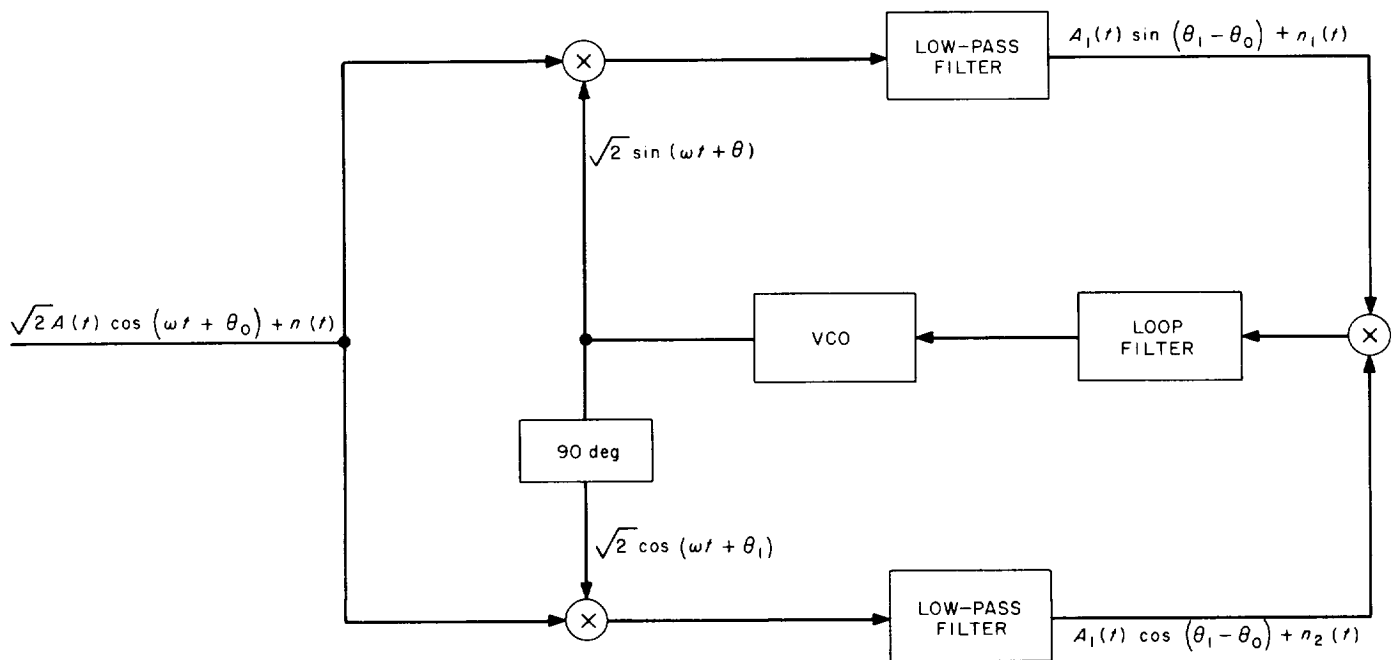 LOW-PASS
FILTER
A₁(t) sin (θ₁ − θ₀) + n₁(t)
×
√2 sin (ωt + θ)
√2 A(t) cos (ωt + θ₀) + n(t)
VCO
LOOP
FILTER
×
90 deg
√2 cos (ωt + θ₁)
×
LOW-PASS
FILTER
A₁(t) cos (θ₁ − θ₀) + n₂(t)